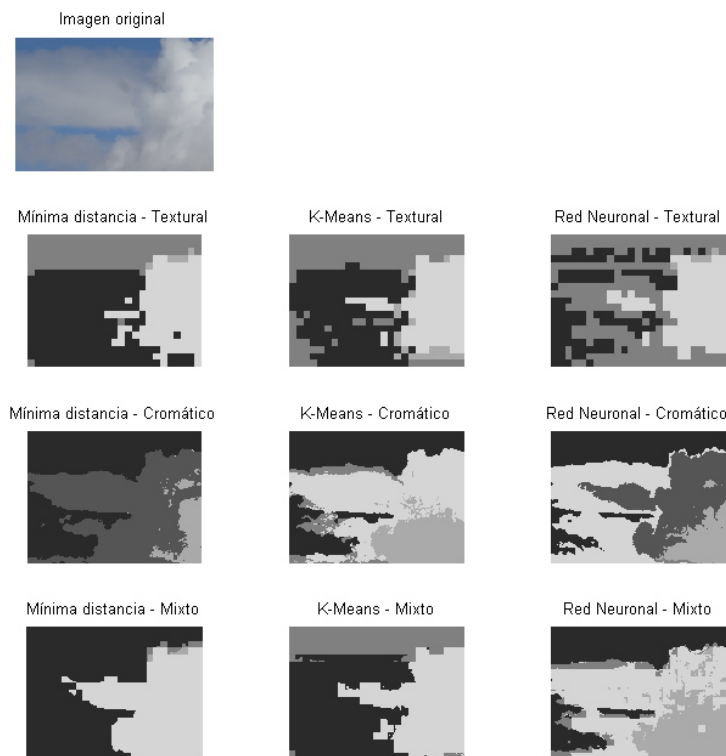 Imagen original
Mínima distancia - Textural
K-Means - Textural
Red Neuronal - Textural
Mínima distancia - Cromático
K-Means - Cromático
Red Neuronal - Cromático
Mínima distancia - Mixto
K-Means - Mixto
Red Neuronal - Mixto